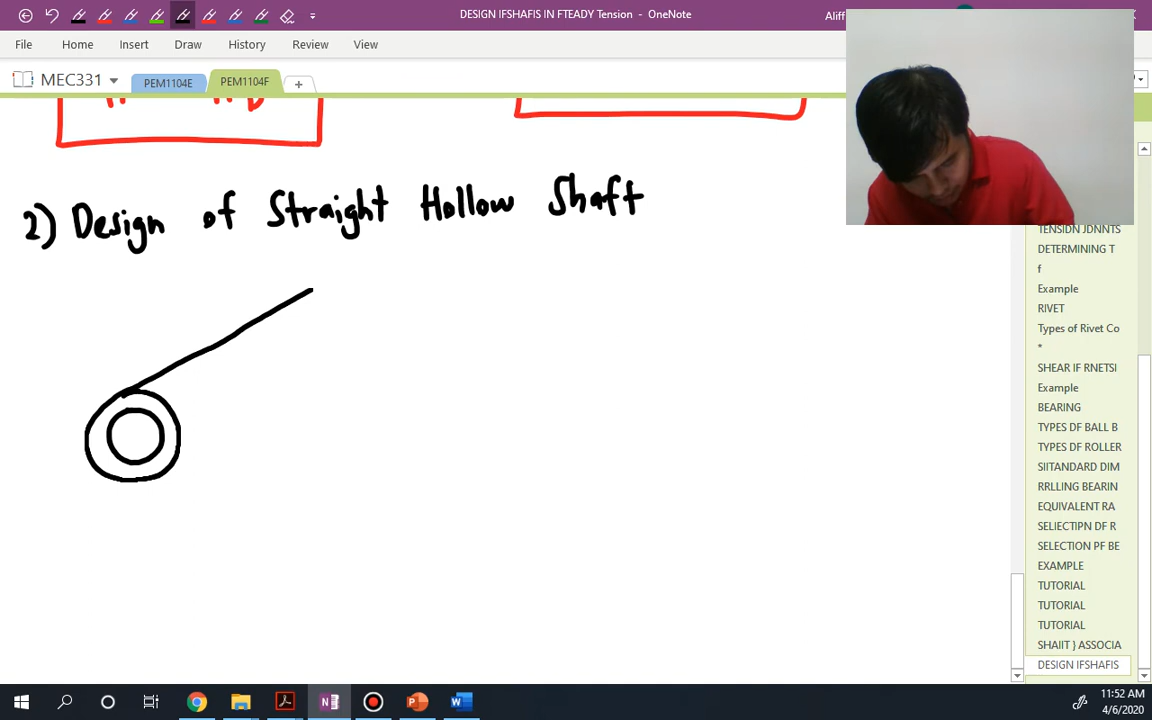 DESIGN IFSHAFIS IN FTEADY Tension - OneNote
Aliff
File Home Insert Draw History Review View
MEC331 PEM1104E PEM1104F
2) Design of Straight Hollow Shaft
TENSIDN JDNNTS
DETERMINING T
f
Example
RIVET
Types of Rivet Co
*
SHEAR IF RNETSI
Example
BEARING
TYPES DF BALL B
TYPES DF ROLLER
SIITANDARD DIM
RRLLING BEARIN
EQUIVALENT RA
SELIECTIPN DF R
SELECTION PF BE
EXAMPLE
TUTORIAL
TUTORIAL
TUTORIAL
SHAIIT } ASSOCIA
DESIGN IFSHAFIS
11:52 AM
4/6/2020